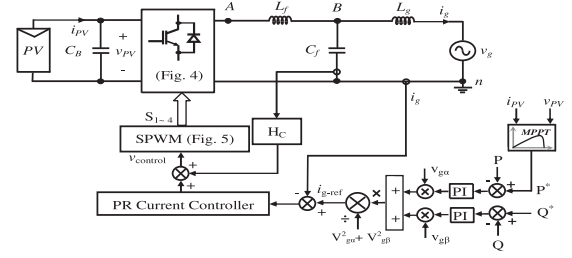 A
L_f
B
L_g
i_g
i_PV
PV
C_B
+
v_PV
-
(Fig. 4)
C_f
v_g
n
i_g
S_1~4
H_C
SPWM (Fig. 5)
v_control
+
+
PR Current Controller
-
i_g-ref
+
×
÷
V²_gα + V²_gβ
+
+
v_gα
v_gβ
PI
PI
i_PV
v_PV
MPPT
P
-
+
P*
Q*
-
+
Q